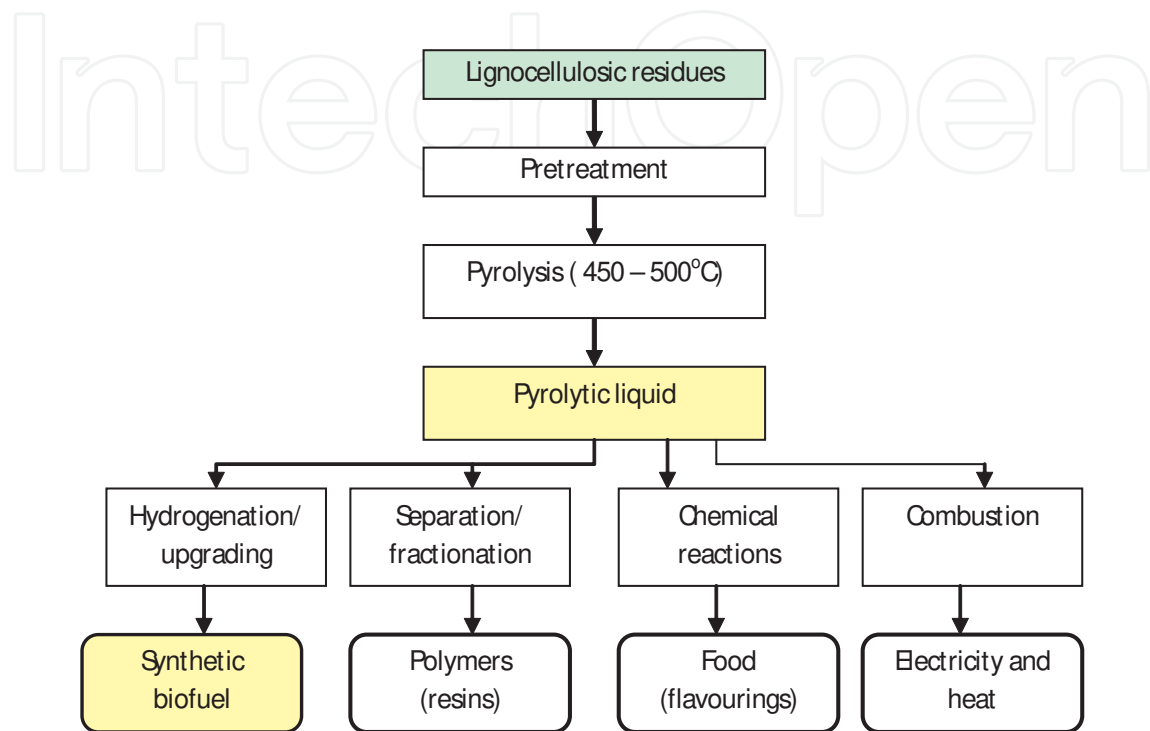 IntechOpen
Lignocellulosic residues
Pretreatment
Pyrolysis ( 450 – 500°C)
Pyrolytic liquid
Hydrogenation/
upgrading
Separation/
fractionation
Chemical
reactions
Combustion
Synthetic
biofuel
Polymers
(resins)
Food
(flavourings)
Electricity and
heat